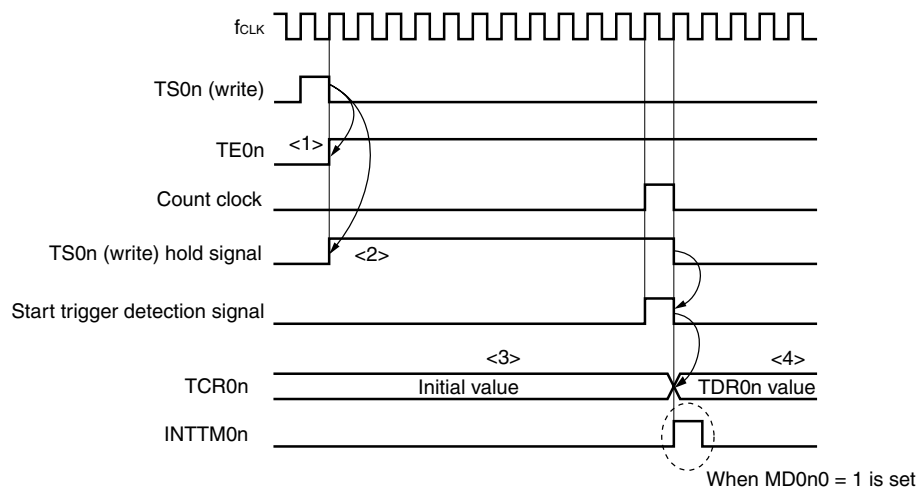 fCLK
TS0n (write)
<1>
TE0n
Count clock
TS0n (write) hold signal
<2>
Start trigger detection signal
<3>
<4>
TCR0n
Initial value
TDR0n value
INTTM0n
When MD0n0 = 1 is set